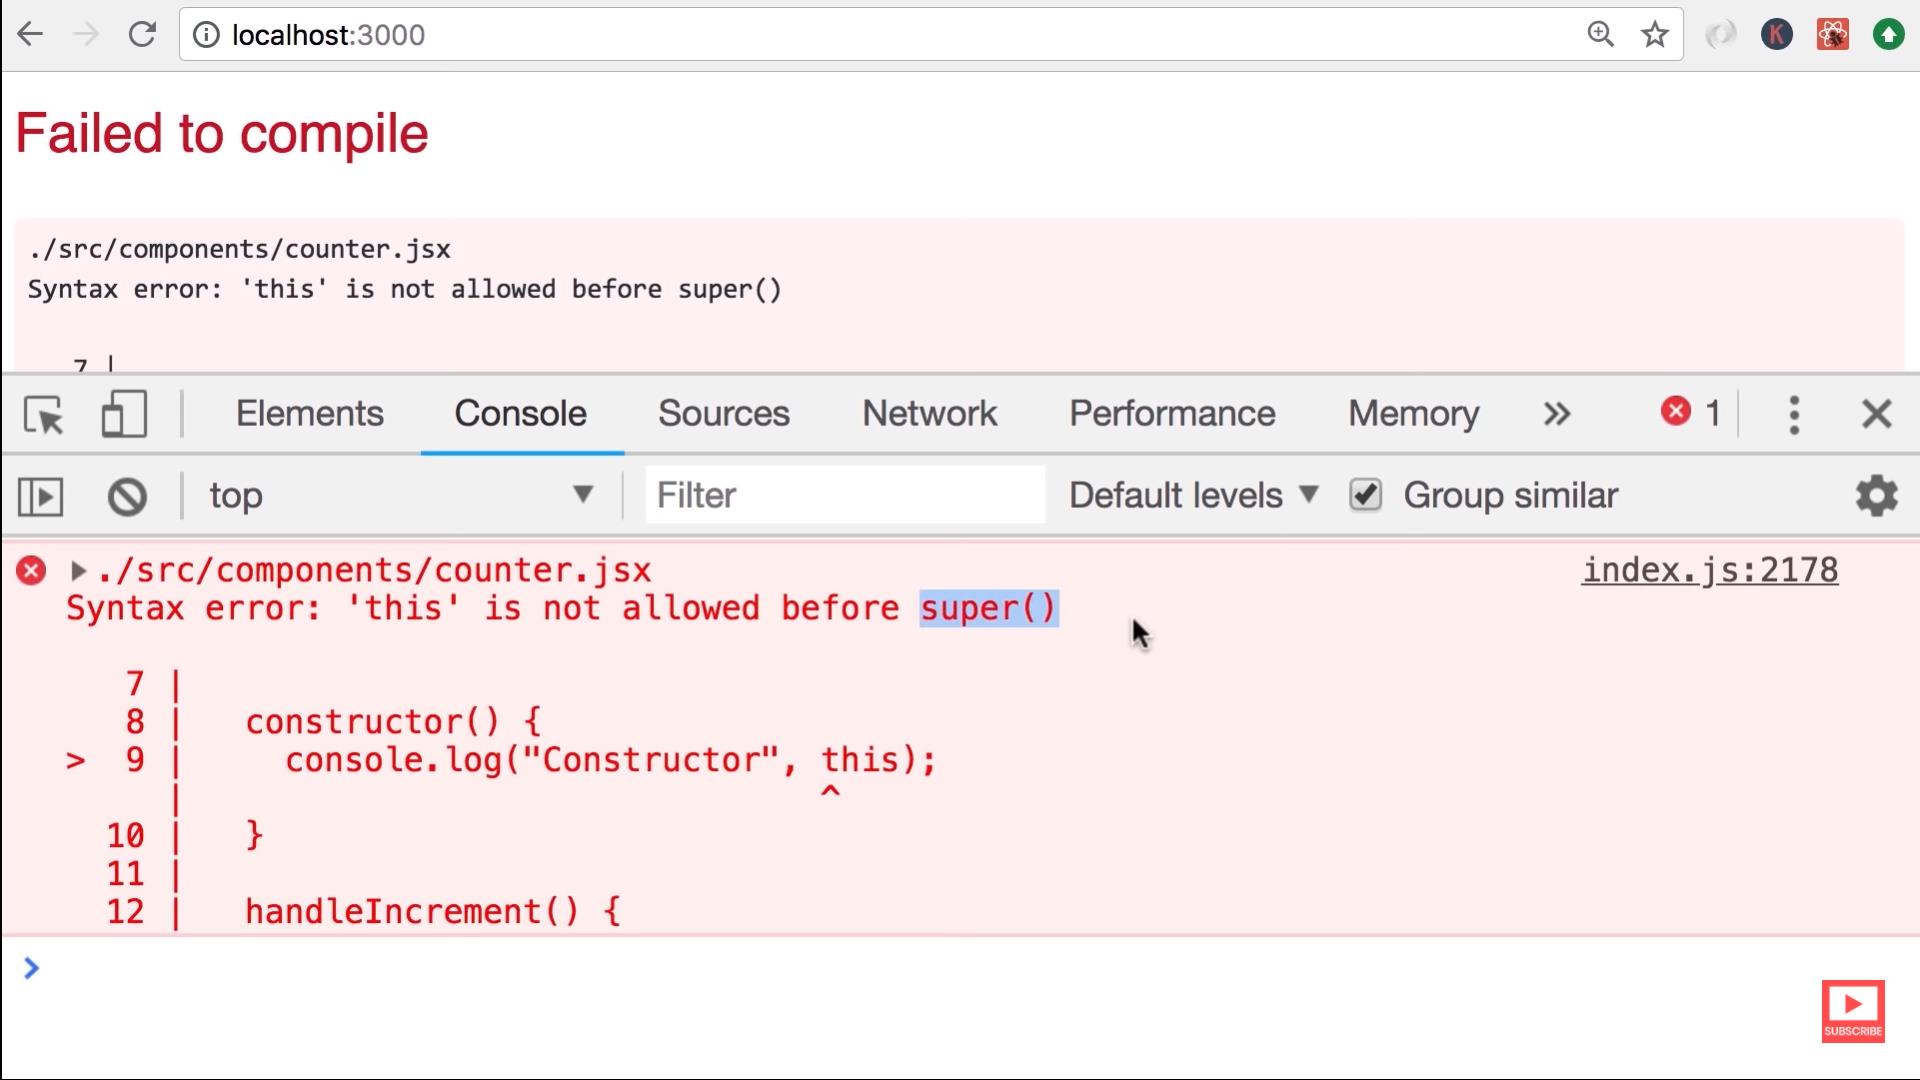 localhost:3000
K
Failed to compile
./src/components/counter.jsx
Syntax error: 'this' is not allowed before super()
7 |
Elements Console Sources Network Performance Memory » 1
top Filter Default levels Group similar
./src/components/counter.jsx index.js:2178
Syntax error: 'this' is not allowed before super()
7 |
8 | constructor() {
> 9 | console.log("Constructor", this);
| ^
10 | }
11 |
12 | handleIncrement() {
>
SUBSCRIBE